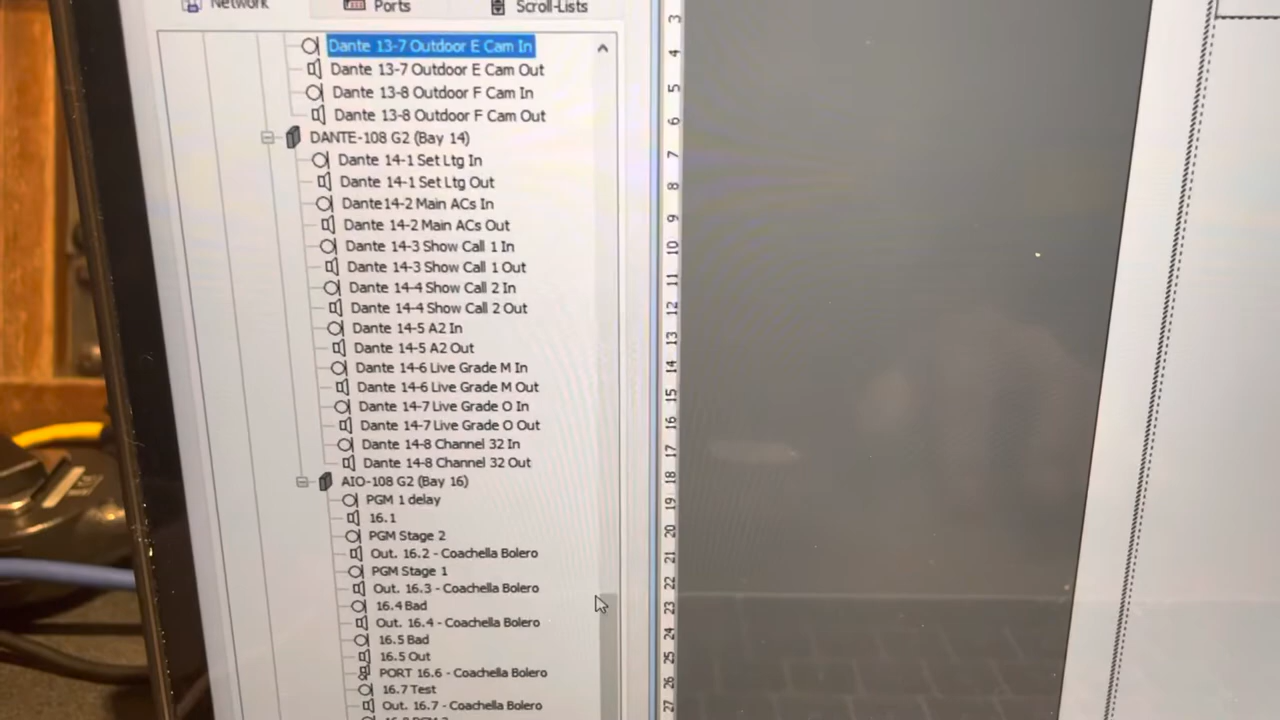 Network
Ports
Scroll-Lists
Dante 13-7 Outdoor E Cam In
Dante 13-7 Outdoor E Cam Out
Dante 13-8 Outdoor F Cam In
Dante 13-8 Outdoor F Cam Out
DANTE-108 G2 (Bay 14)
Dante 14-1 Set Ltg In
Dante 14-1 Set Ltg Out
Dante14-2 Main ACs In
Dante 14-2 Main ACs Out
Dante 14-3 Show Call 1 In
Dante 14-3 Show Call 1 Out
Dante 14-4 Show Call 2 In
Dante 14-4 Show Call 2 Out
Dante 14-5 A2 In
Dante 14-5 A2 Out
Dante 14-6 Live Grade M In
Dante 14-6 Live Grade M Out
Dante 14-7 Live Grade O In
Dante 14-7 Live Grade O Out
Dante 14-8 Channel 32 In
Dante 14-8 Channel 32 Out
AIO-108 G2 (Bay 16)
PGM 1 delay
16.1
PGM Stage 2
Out. 16.2 - Coachella Bolero
PGM Stage 1
Out. 16.3 - Coachella Bolero
16.4 Bad
Out. 16.4 - Coachella Bolero
16.5 Bad
16.5 Out
PORT 16.6 - Coachella Bolero
16.7 Test
Out. 16.7 - Coachella Bolero
3
4
5
6
7
8
9
10
11
12
13
14
15
16
17
18
19
20
21
22
23
24
25
26
27